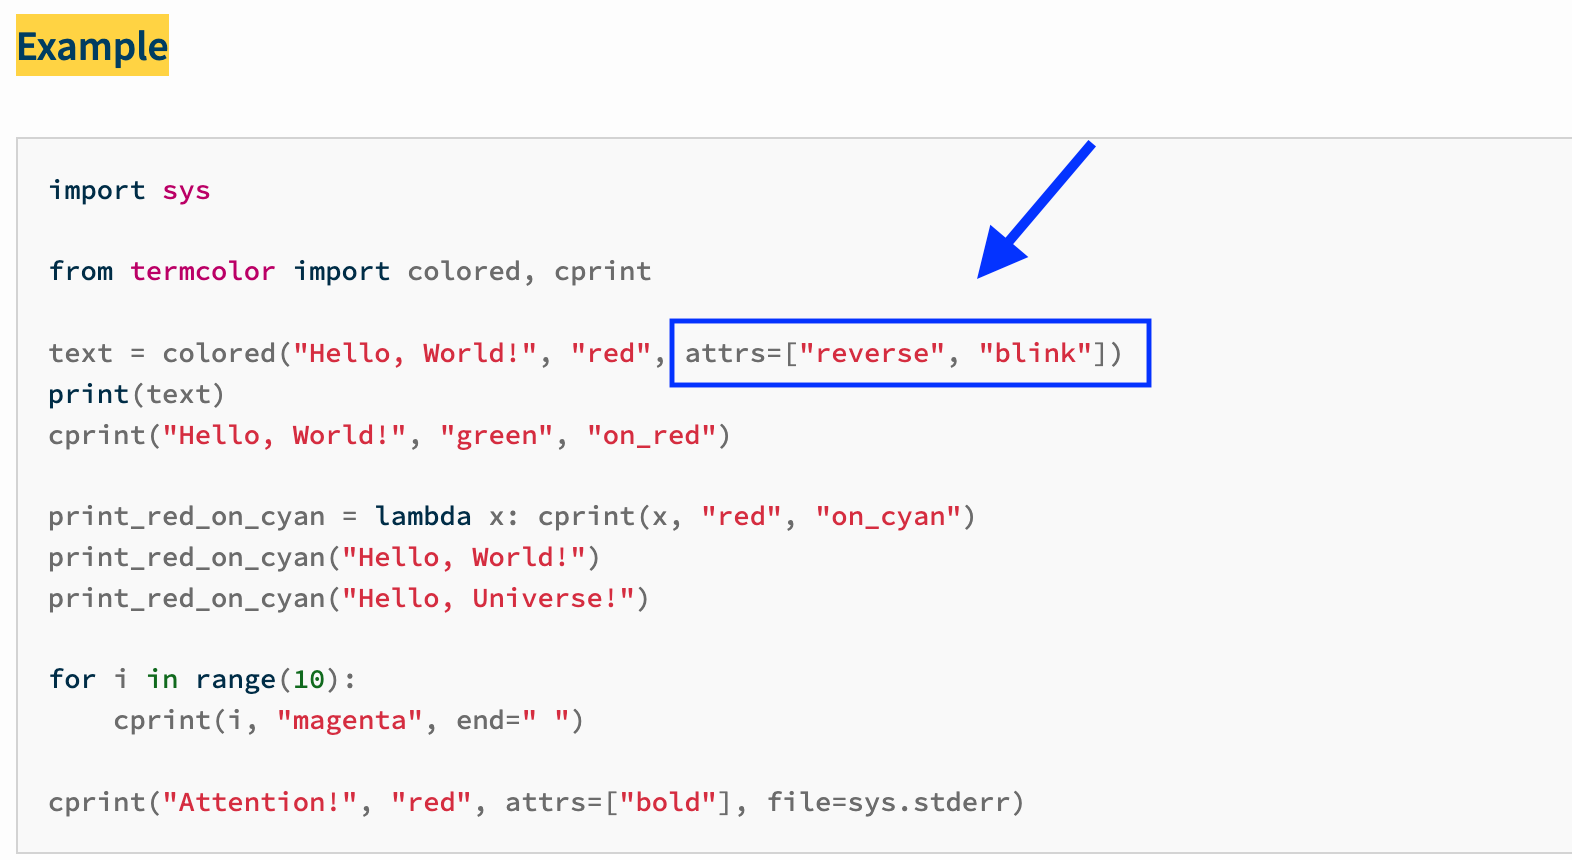 Example
import sys
from termcolor import colored, cprint
text = colored("Hello, World!", "red", attrs=["reverse", "blink"])
print(text)
cprint("Hello, World!", "green", "on_red")
print_red_on_cyan = lambda x: cprint(x, "red", "on_cyan")
print_red_on_cyan("Hello, World!")
print_red_on_cyan("Hello, Universe!")
for i in range(10):
    cprint(i, "magenta", end=" ")
cprint("Attention!", "red", attrs=["bold"], file=sys.stderr)